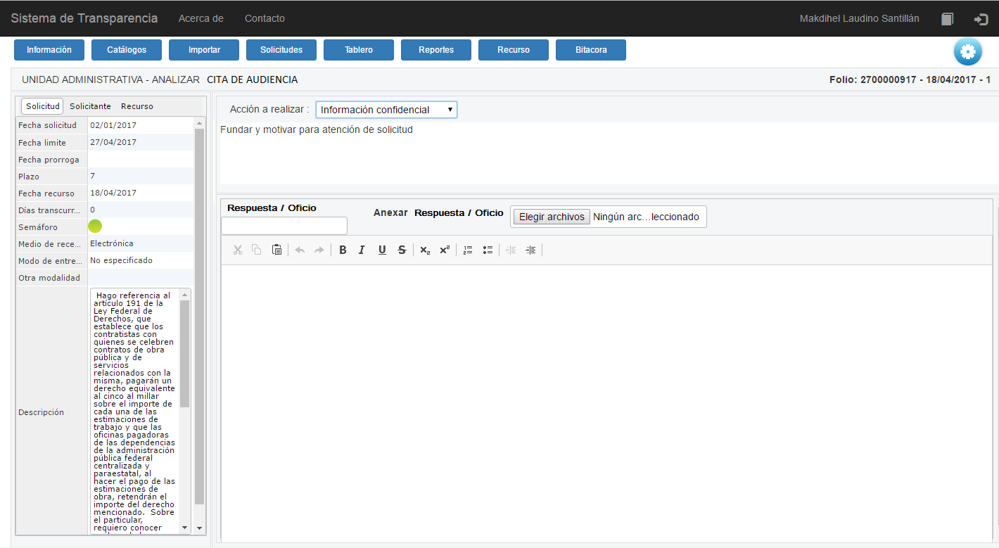 Sistema de Transparencia Acerca de Contacto Makdihel Laudino Santillán
Información Catálogos Importar Solicitudes Tablero Reportes Recurso Bitacora
UNIDAD ADMINISTRATIVA - ANALIZAR CITA DE AUDIENCIA Folio: 2700000917 - 18/04/2017 - 1
Solicitud Solicitante Recurso
Fecha solicitud 02/01/2017
Fecha limite 27/04/2017
Fecha prorroga
Plazo 7
Fecha recurso 18/04/2017
Días transcurr... 0
Semáforo
Medio de rece... Electrónica
Modo de entre... No especificado
Otra modalidad
Descripción
Hago referencia al
artículo 191 de la
Ley Federal de
Derechos, que
establece que los
contratistas con
quienes se celebren
contratos de obra
pública y de
servicios
relacionados con la
misma, pagarán un
derecho equivalente
al cinco al millar
sobre el importe de
cada una de las
estimaciones de
trabajo y que las
oficinas pagadoras
de las dependencias
de la administración
pública federal
centralizada y
paraestatal, al
hacer el pago de las
estimaciones de
obra, retendrán el
importe del derecho
mencionado. Sobre
el particular,
requiero conocer
Acción a realizar : Información confidencial
Fundar y motivar para atención de solicitud
Respuesta / Oficio
Anexar Respuesta / Oficio Elegir archivos Ningún arc...leccionado